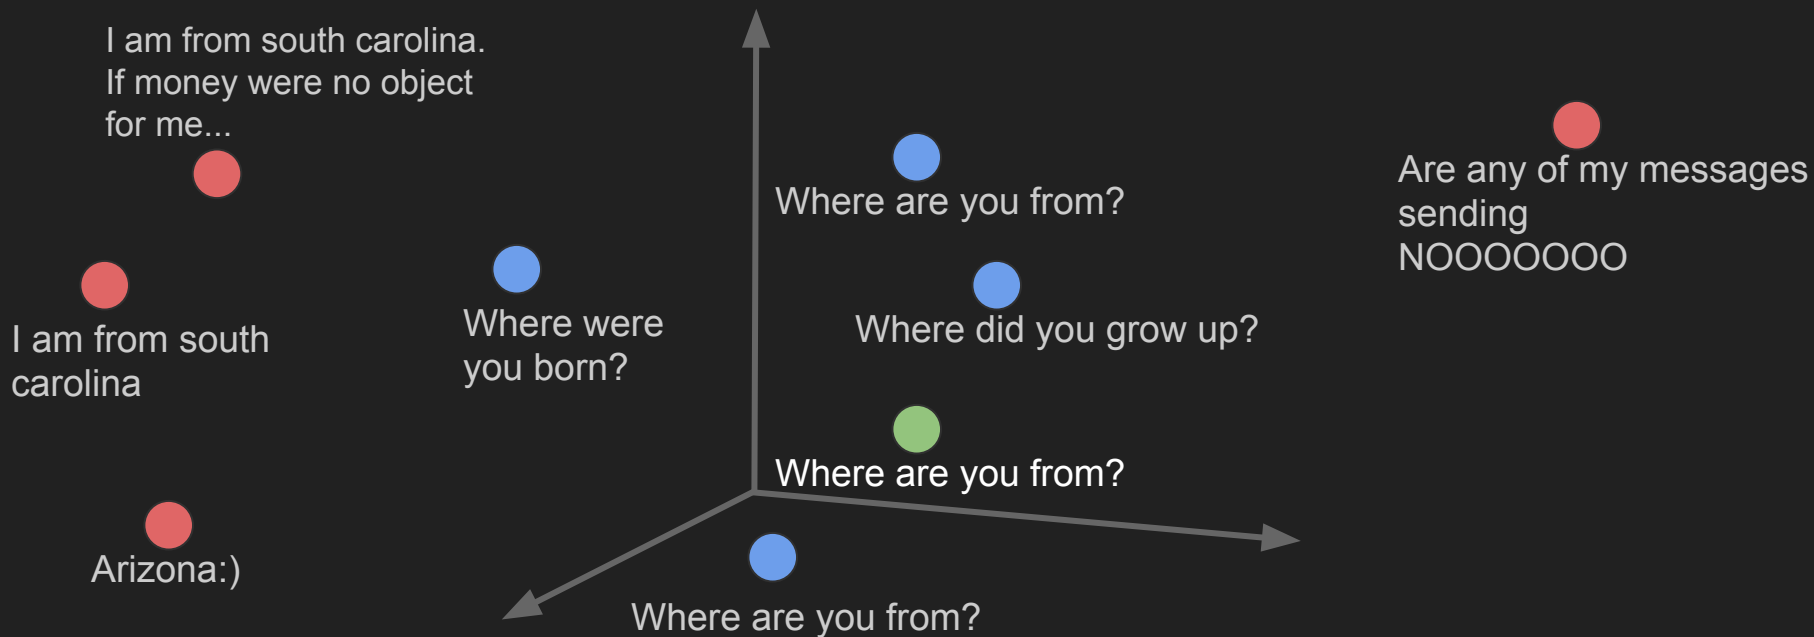 I am from south carolina.
If money were no object
for me...
Where are you from?
Are any of my messages
sending
NOOOOOOO
I am from south
carolina
Where were
you born?
Where did you grow up?
Where are you from?
Arizona:)
Where are you from?